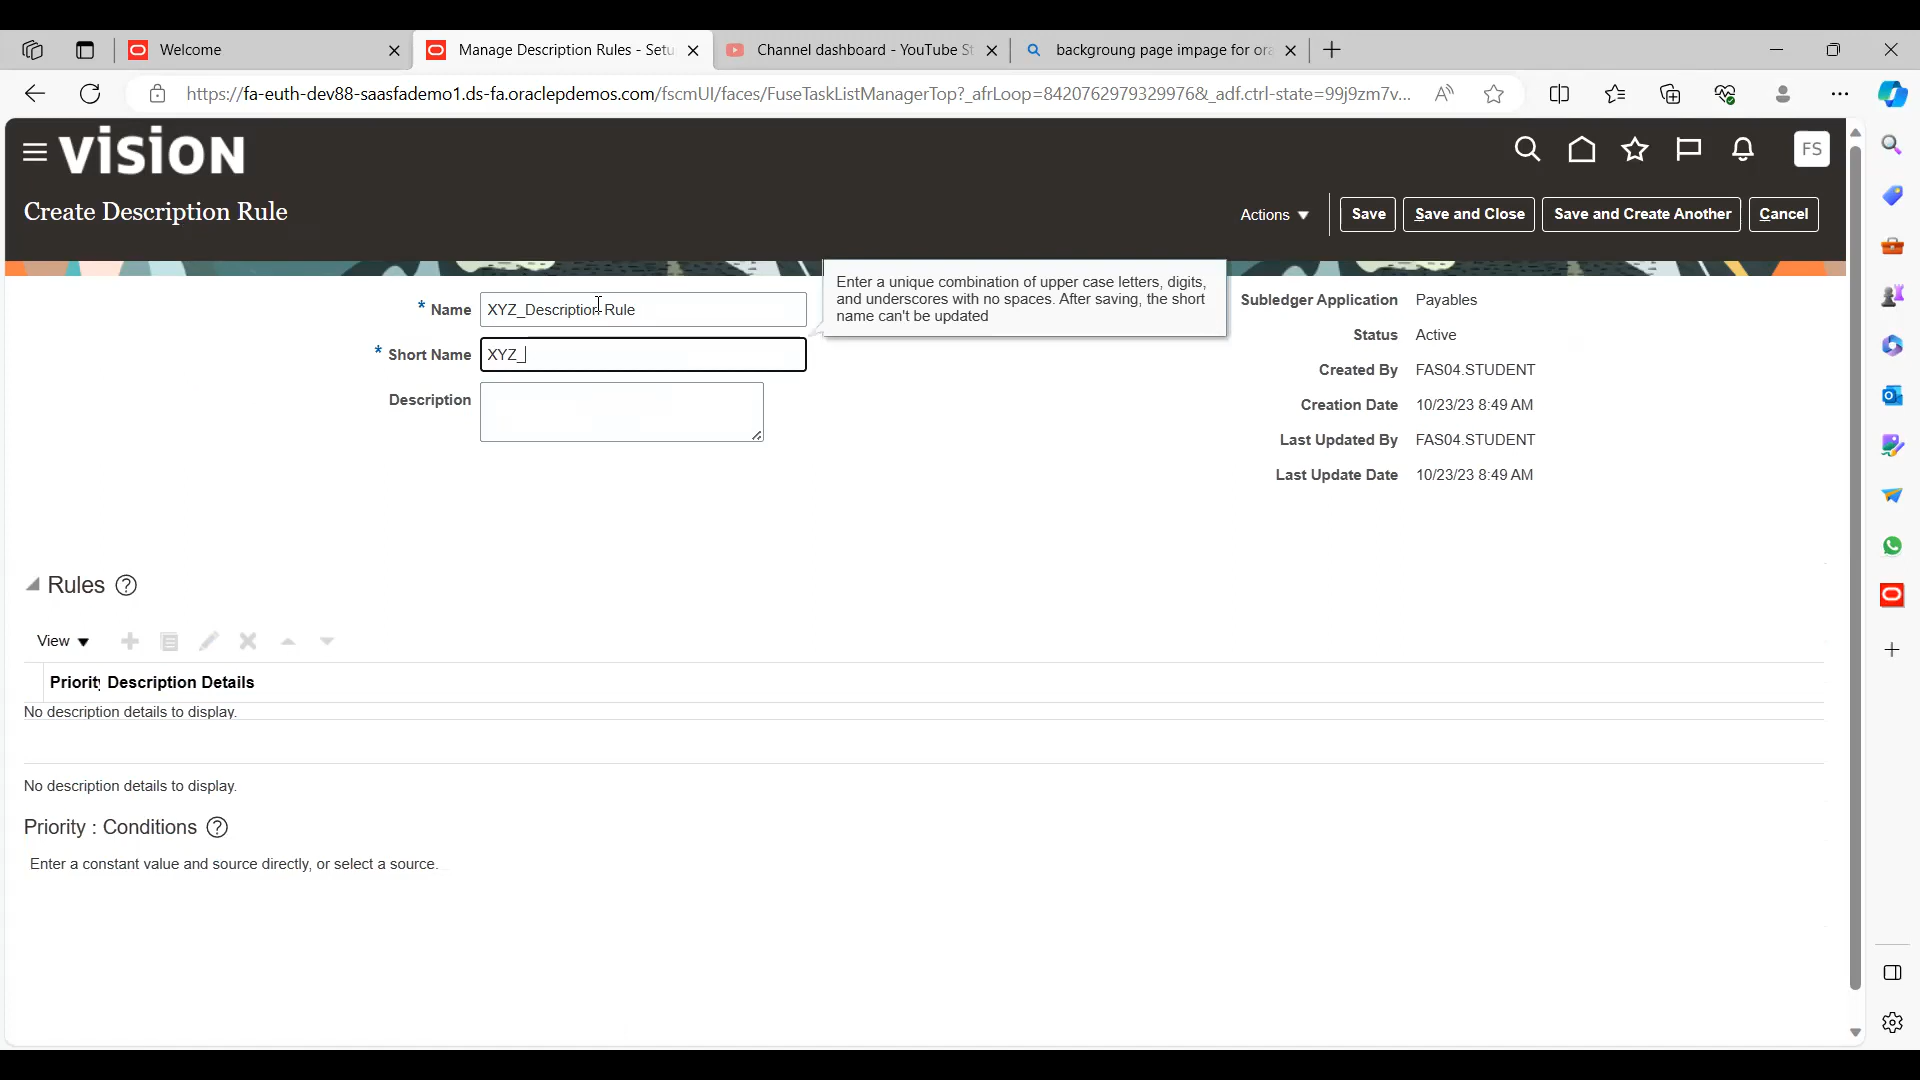 Welcome
Manage Description Rules - Setu
Channel dashboard - YouTube St
backgroung page impage for ora
https://fa-euth-dev88-saasfademo1.ds-fa.oraclepdemos.com/fscmUI/faces/FuseTaskListManagerTop?_afrLoop=84207629793299768&_adf.ctrl-state=99j9zm7v...
VISION
FS
Create Description Rule
Actions
Save
Save and Close
Save and Create Another
Cancel
Enter a unique combination of upper case letters, digits,
and underscores with no spaces. After saving, the short
name can't be updated
* Name XYZ_Description Rule
* Short Name XYZ_
Description
Subledger Application Payables
Status Active
Created By FAS04.STUDENT
Creation Date 10/23/23 8:49 AM
Last Updated By FAS04.STUDENT
Last Update Date 10/23/23 8:49 AM
Rules
View
Priority Description Details
No description details to display.
No description details to display.
Priority : Conditions
Enter a constant value and source directly, or select a source.